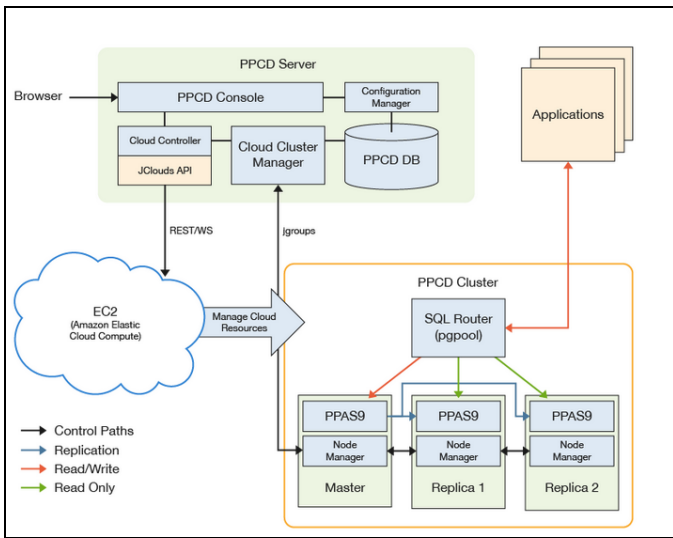 PPCD Server
Browser
PPCD Console
Configuration
Manager
Cloud Controller
JClouds API
Cloud Cluster
Manager
PPCD DB
Applications
REST/WS
jgroups
EC2
(Amazon Elastic
Cloud Compute)
Manage Cloud
Resources
PPCD Cluster
SQL Router
(pgpool)
PPAS9
PPAS9
PPAS9
Node
Manager
Node
Manager
Node
Manager
Master
Replica 1
Replica 2
Control Paths
Replication
Read/Write
Read Only